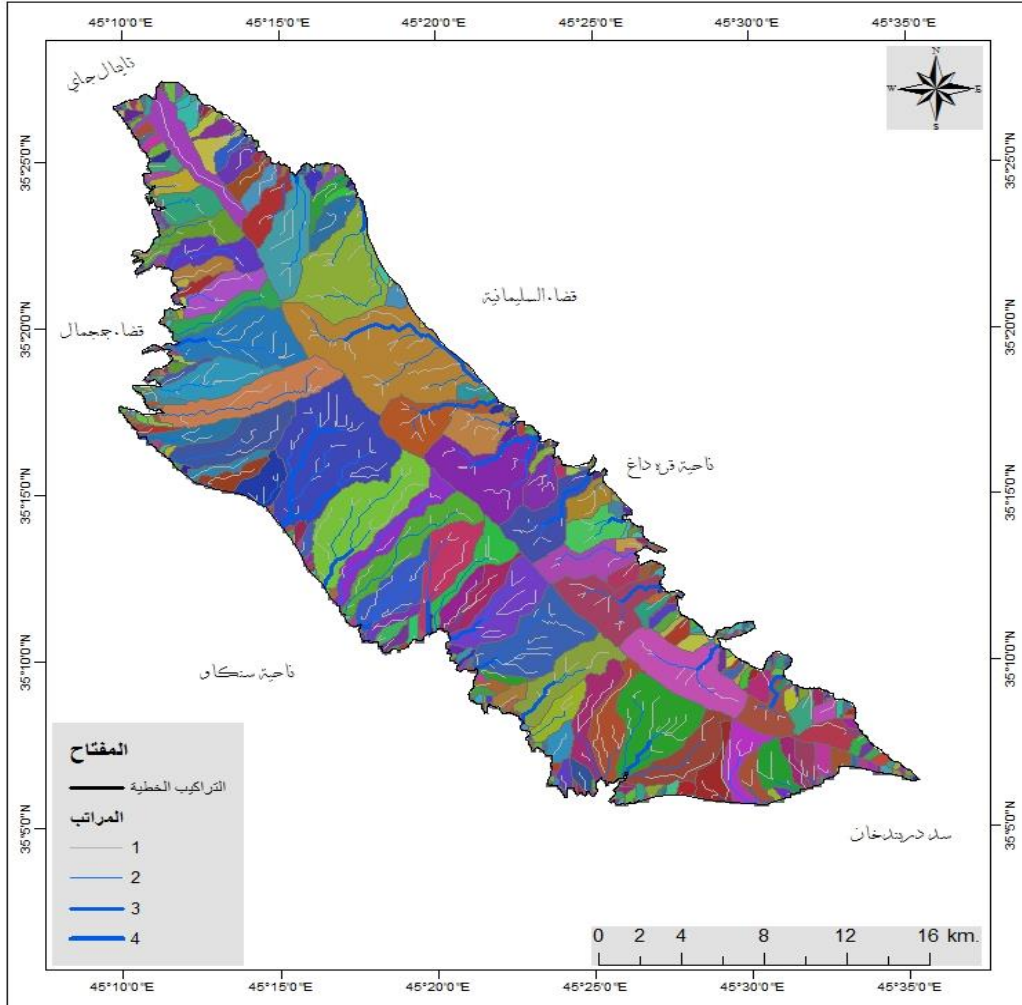 45°10'0"E 45°15'0"E 45°20'0"E 45°25'0"E 45°30'0"E 45°35'0"E
N
W E
S
35°25'0"N 35°25'0"N
قضاء السليمانية
35°20'0"N قضاء جمجمال 35°20'0"N
ناحية قره داغ
35°15'0"N 35°15'0"N
35°10'0"N ناحية سنكاو 35°10'0"N
المفتاح
التراكيب الخطية
المراتب
1
2
3
4
35°5'0"N سد دربندخان 35°5'0"N
0 2 4 8 12 16 km.
45°10'0"E 45°15'0"E 45°20'0"E 45°25'0"E 45°30'0"E 45°35'0"E